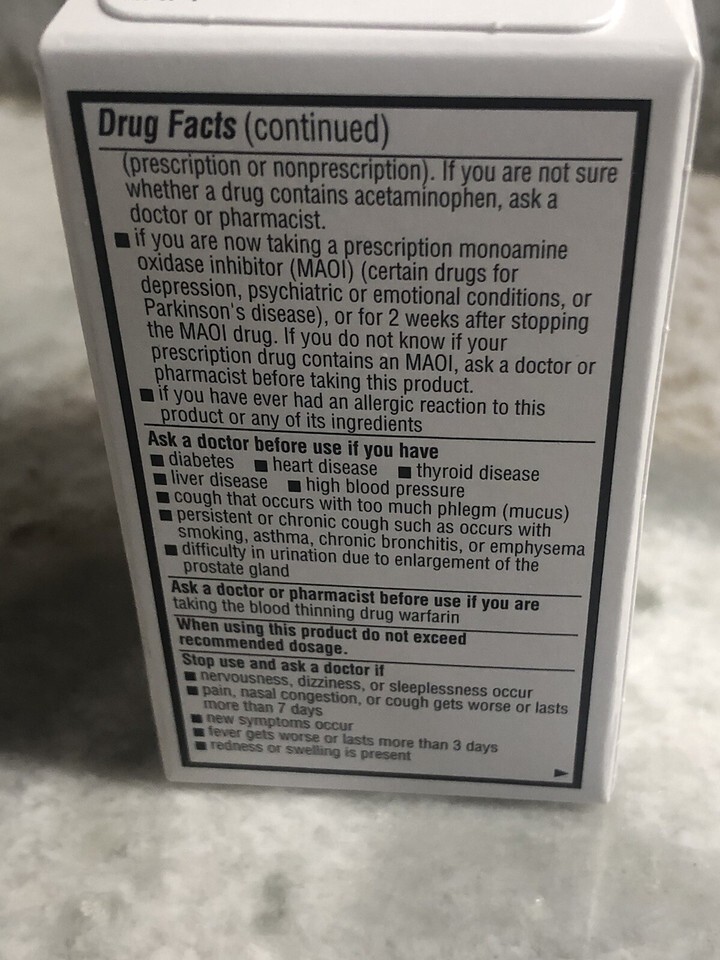 Drug Facts (continued)
(prescription or nonprescription). If you are not sure
whether a drug contains acetaminophen, ask a
doctor or pharmacist.
■ if you are now taking a prescription monoamine
oxidase inhibitor (MAOI) (certain drugs for
depression, psychiatric or emotional conditions, or
Parkinson's disease), or for 2 weeks after stopping
the MAOI drug. If you do not know if your
prescription drug contains an MAOI, ask a doctor or
pharmacist before taking this product.
■ if you have ever had an allergic reaction to this
product or any of its ingredients
Ask a doctor before use if you have
■ diabetes ■ heart disease ■ thyroid disease
■ liver disease ■ high blood pressure
■ cough that occurs with too much phlegm (mucus)
■ persistent or chronic cough such as occurs with
smoking, asthma, chronic bronchitis, or emphysema
■ difficulty in urination due to enlargement of the
prostate gland
Ask a doctor or pharmacist before use if you are
taking the blood thinning drug warfarin
When using this product do not exceed
recommended dosage.
Stop use and ask a doctor if
■ nervousness, dizziness, or sleeplessness occur
■ pain, nasal congestion, or cough gets worse or lasts
more than 7 days
■ new symptoms occur
■ fever gets worse or lasts more than 3 days
■ redness or swelling is present